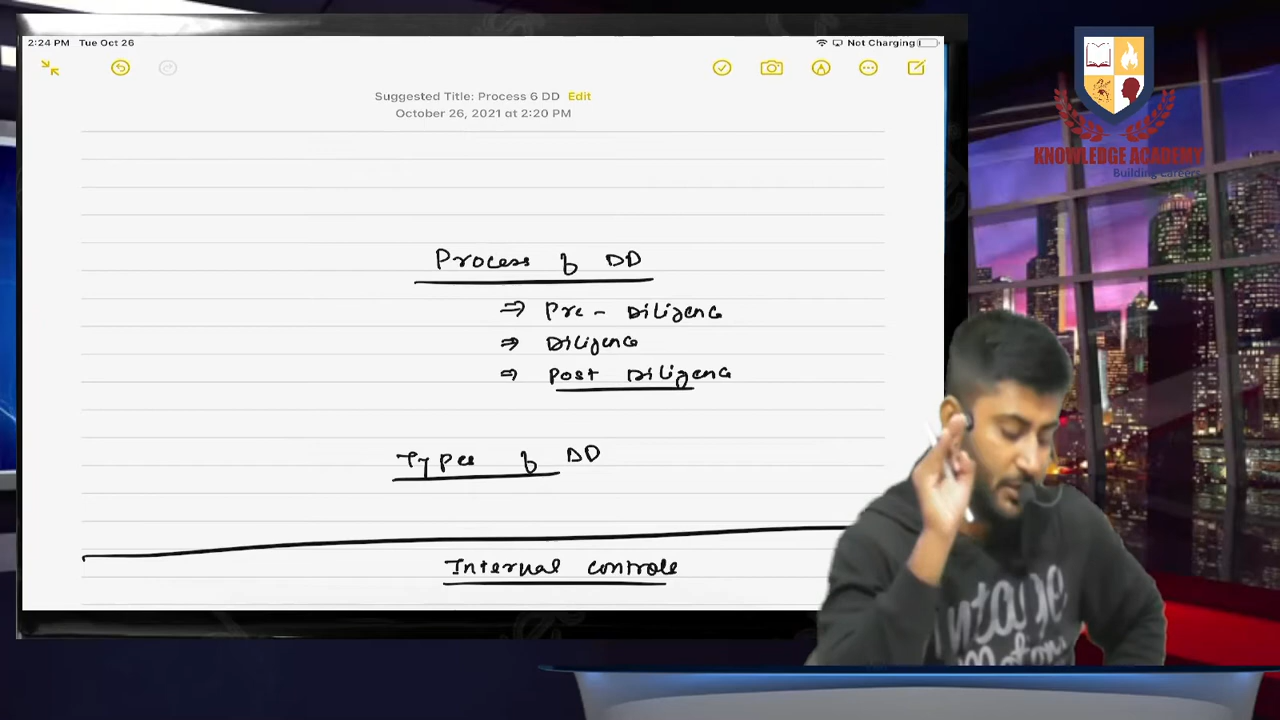 2:24 PM Tue Oct 26
Not Charging
Suggested Title: Process 6 DD Edit
October 26, 2021 at 2:20 PM
Process of DD
⇒ Pre - Diligence
⇒ Diligence
⇒ Post Diligence
Types of DD
Internal controls
KNOWLEDGE ACADEMY
Building Careers